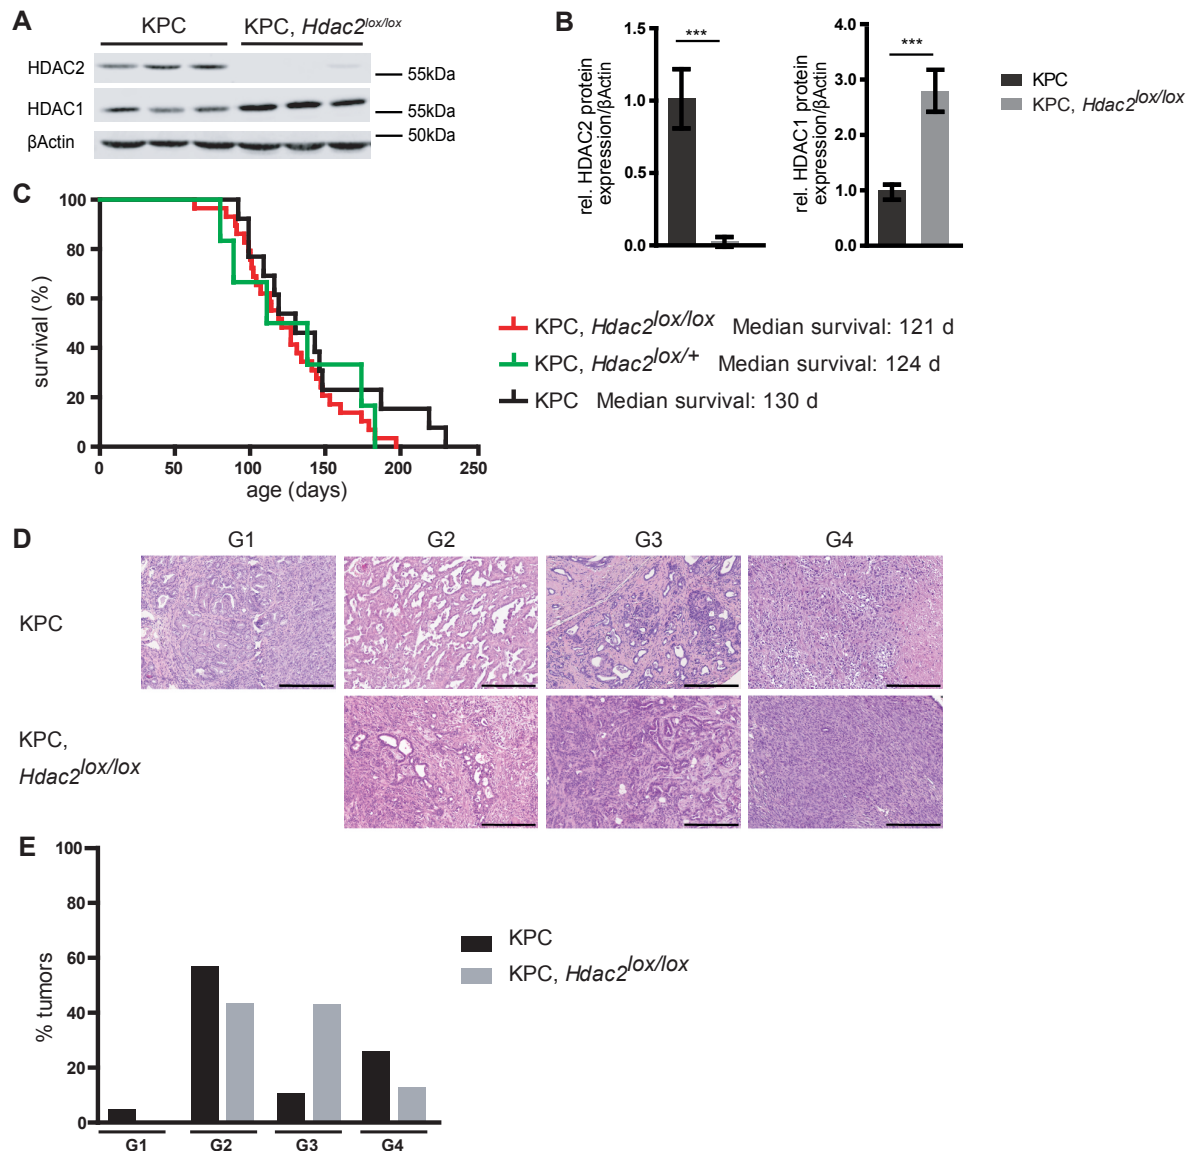 A
KPC
KPC, Hdac2lox/lox
HDAC2
55kDa
HDAC1
55kDa
50kDa
βActin
B
1.5
1.0
0.5
0.0
rel. HDAC2 protein
expression/βActin
***
4.0
3.0
2.0
1.0
0.0
rel. HDAC1 protein
expression/βActin
***
KPC
KPC, Hdac2lox/lox
C
100
80
60
40
20
0
survival (%)
0 50 100 150 200 250
age (days)
KPC, Hdac2lox/lox Median survival: 121 d
KPC, Hdac2lox/+ Median survival: 124 d
KPC Median survival: 130 d
D
G1 G2 G3 G4
KPC
KPC,
Hdac2lox/lox
E
100
80
60
40
20
0
% tumors
G1 G2 G3 G4
KPC
KPC, Hdac2lox/lox